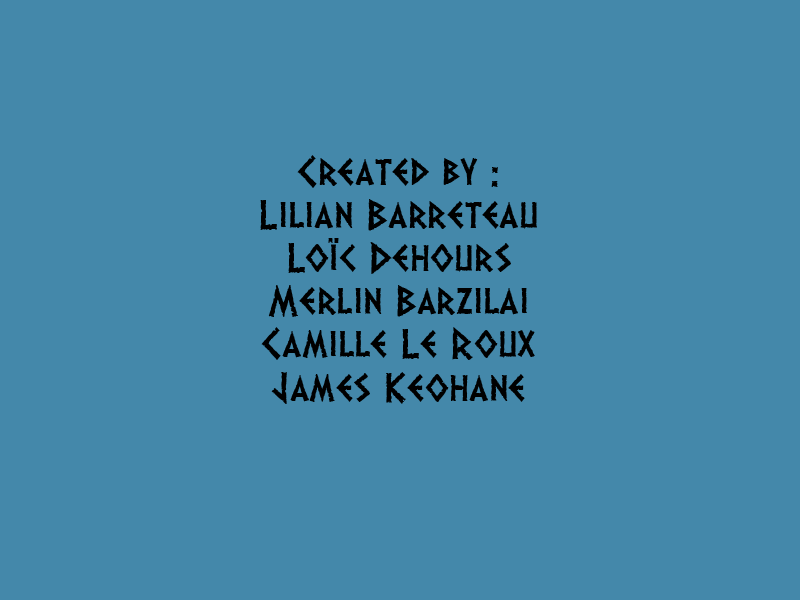 Created by :
Lilian Barreteau
Loïc Dehours
Merlin Barzilai
Camille Le Roux
James Keohane